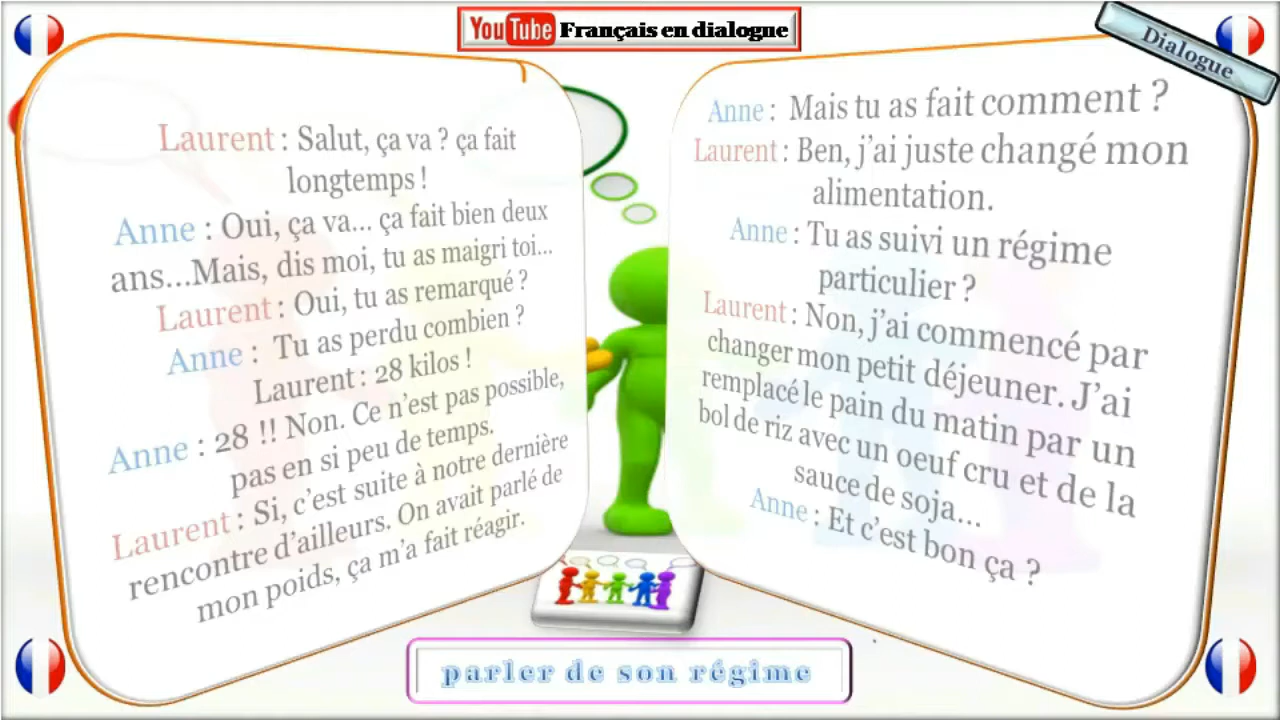 YouTube Français en dialogue
Dialogue
Laurent : Salut, ça va ? ça fait
longtemps !
Anne : Oui, ça va... ça fait bien deux
ans...Mais, dis moi, tu as maigri toi...
Laurent : Oui, tu as remarqué ?
Anne : Tu as perdu combien ?
Laurent : 28 kilos !
Anne : 28 !! Non. Ce n'est pas possible,
pas en si peu de temps.
Laurent : Si, c'est suite à notre dernière
rencontre d'ailleurs. On avait parlé de
mon poids, ça m'a fait réagir.
Anne : Mais tu as fait comment ?
Laurent : Ben, j'ai juste changé mon
alimentation.
Anne : Tu as suivi un régime
particulier ?
Laurent : Non, j'ai commencé par
changer mon petit déjeuner. J'ai
remplacé le pain du matin par un
bol de riz avec un oeuf cru et de la
sauce de soja...
Anne : Et c'est bon ça ?
parler de son régime